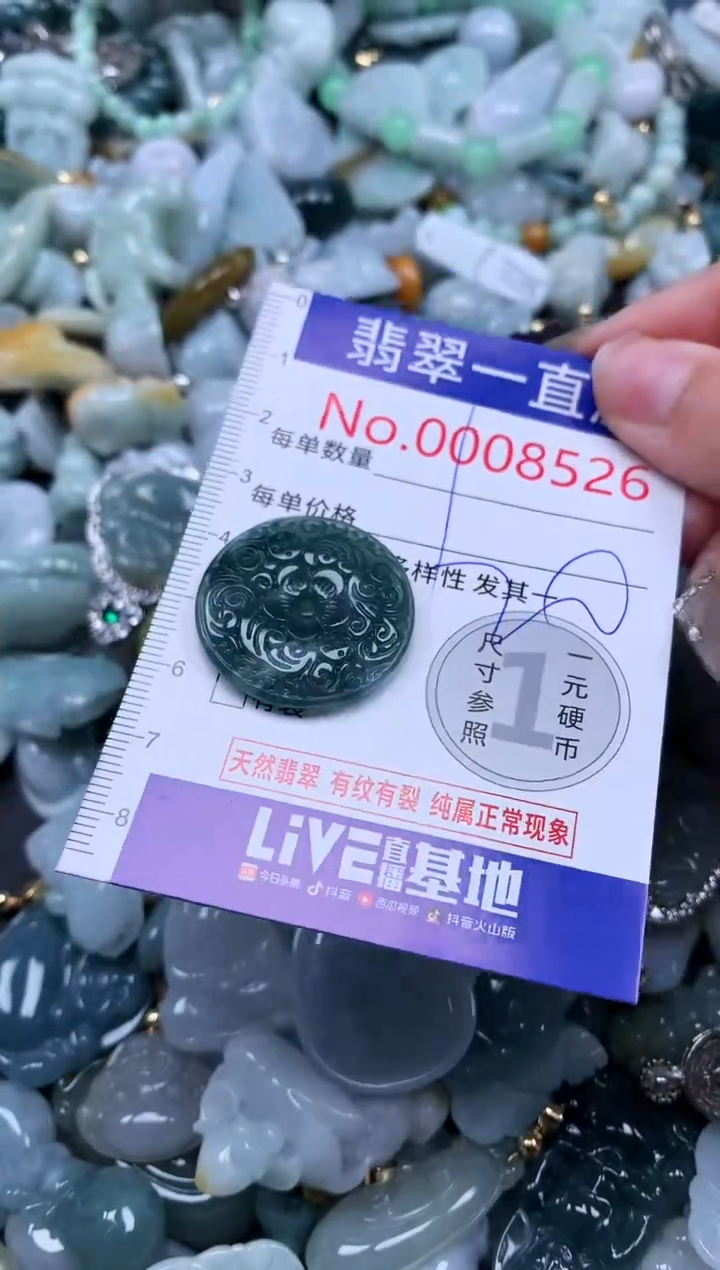 0
1
翡翠一直
2
No.0008526
每单数量
3
每单价格
4
多样性 发其一
6
尺寸参照
1
一元硬币
7
天然翡翠 有纹有裂 纯属正常现象
8
LiVE直播基地
今日头条 抖音 西瓜视频 抖音火山版